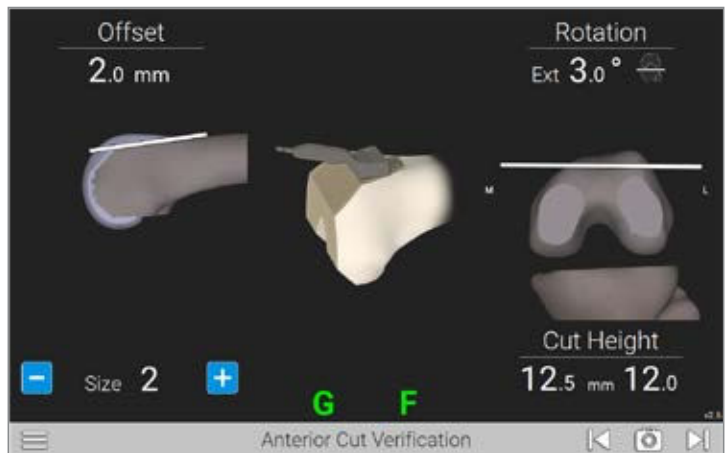 Offset
2.0 mm
Rotation
Ext 3.0°
M
L
Cut Height
12.5 mm 12.0
Size 2
G F
Anterior Cut Verification